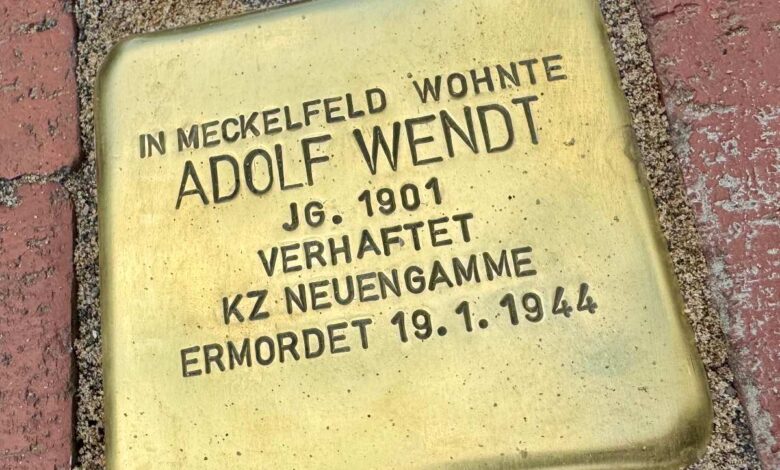 IN MECKELFELD WOHNTE
ADOLF WENDT
JG. 1901
VERHAFTET
KZ NEUENGAMME
ERMORDET 19.1.1944